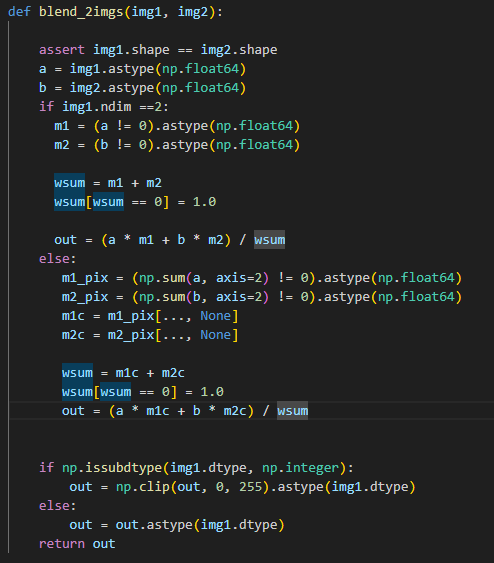 def blend_2imgs(img1, img2):
assert img1.shape == img2.shape
a = img1.astype(np.float64)
b = img2.astype(np.float64)
if img1.ndim ==2:
m1 = (a != 0).astype(np.float64)
m2 = (b != 0).astype(np.float64)
wsum = m1 + m2
wsum[wsum == 0] = 1.0
out = (a * m1 + b * m2) / wsum
else:
m1_pix = (np.sum(a, axis=2) != 0).astype(np.float64)
m2_pix = (np.sum(b, axis=2) != 0).astype(np.float64)
m1c = m1_pix[..., None]
m2c = m2_pix[..., None]
wsum = m1c + m2c
wsum[wsum == 0] = 1.0
out = (a * m1c + b * m2c) / wsum
if np.issubdtype(img1.dtype, np.integer):
out = np.clip(out, 0, 255).astype(img1.dtype)
else:
out = out.astype(img1.dtype)
return out